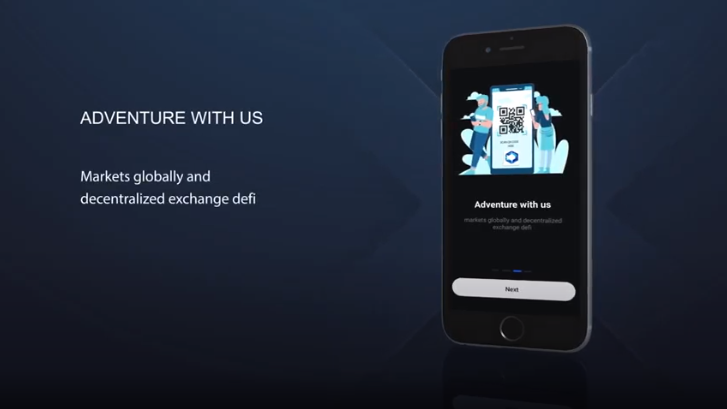 ADVENTURE WITH US
Markets globally and
decentralized exchange defi
Adventure with us
markets globally and decentralized
exchange defi
Next